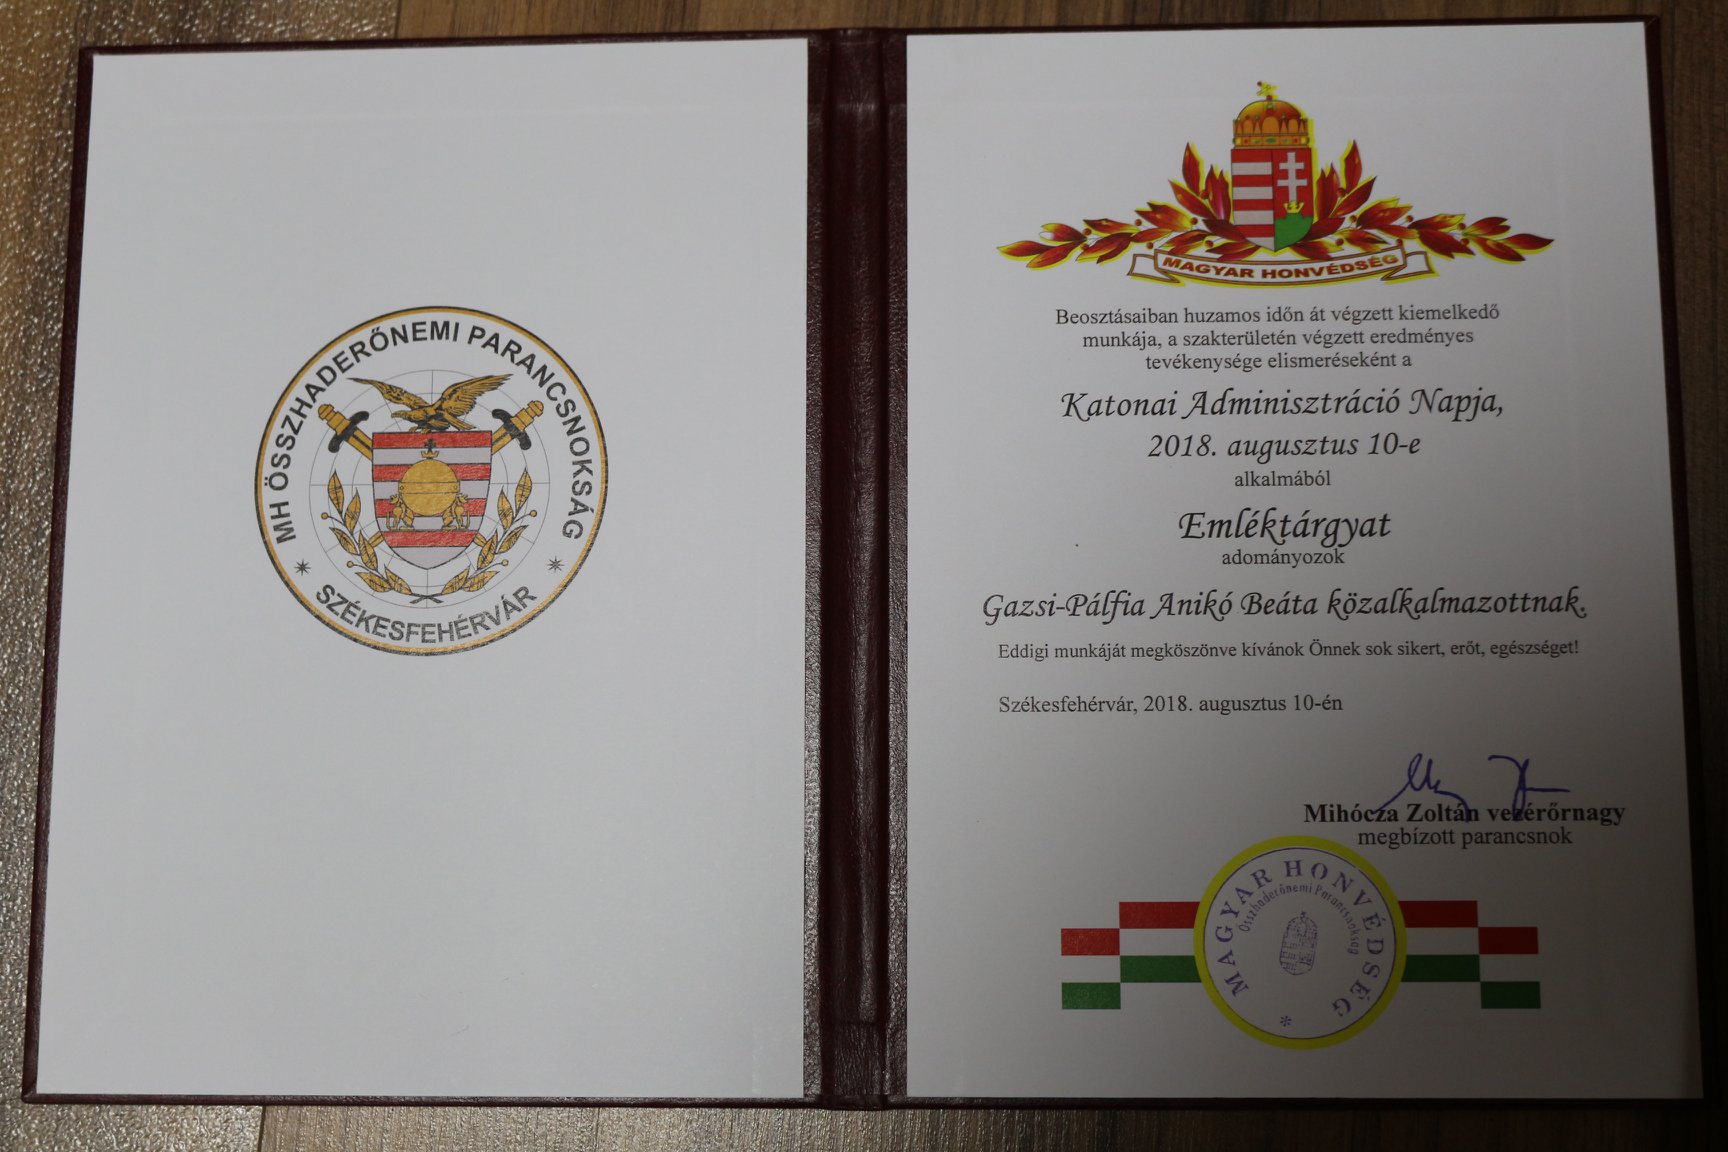 MH ÖSSZHADERŐNEMI PARANCSNOKSÁG
SZÉKESFEHÉRVÁR
MAGYAR HONVÉDSÉG
Beosztásaiban huzamos időn át végzett kiemelkedő
munkája, a szakterületén végzett eredményes
tevékenysége elismeréseként a
Katonai Adminisztráció Napja,
2018. augusztus 10-e
alkalmából
Emléktárgyat
adományozok
Gazsi-Pálfia Anikó Beáta közalkalmazottnak.
Eddigi munkáját megköszönve kívánok Önnek sok sikert, erőt, egészséget!
Székesfehérvár, 2018. augusztus 10-én
Mihócza Zoltán vezérőrnagy
megbízott parancsnok
MAGYAR HONVÉDSÉG
Összhaderőnemi Parancsnokság